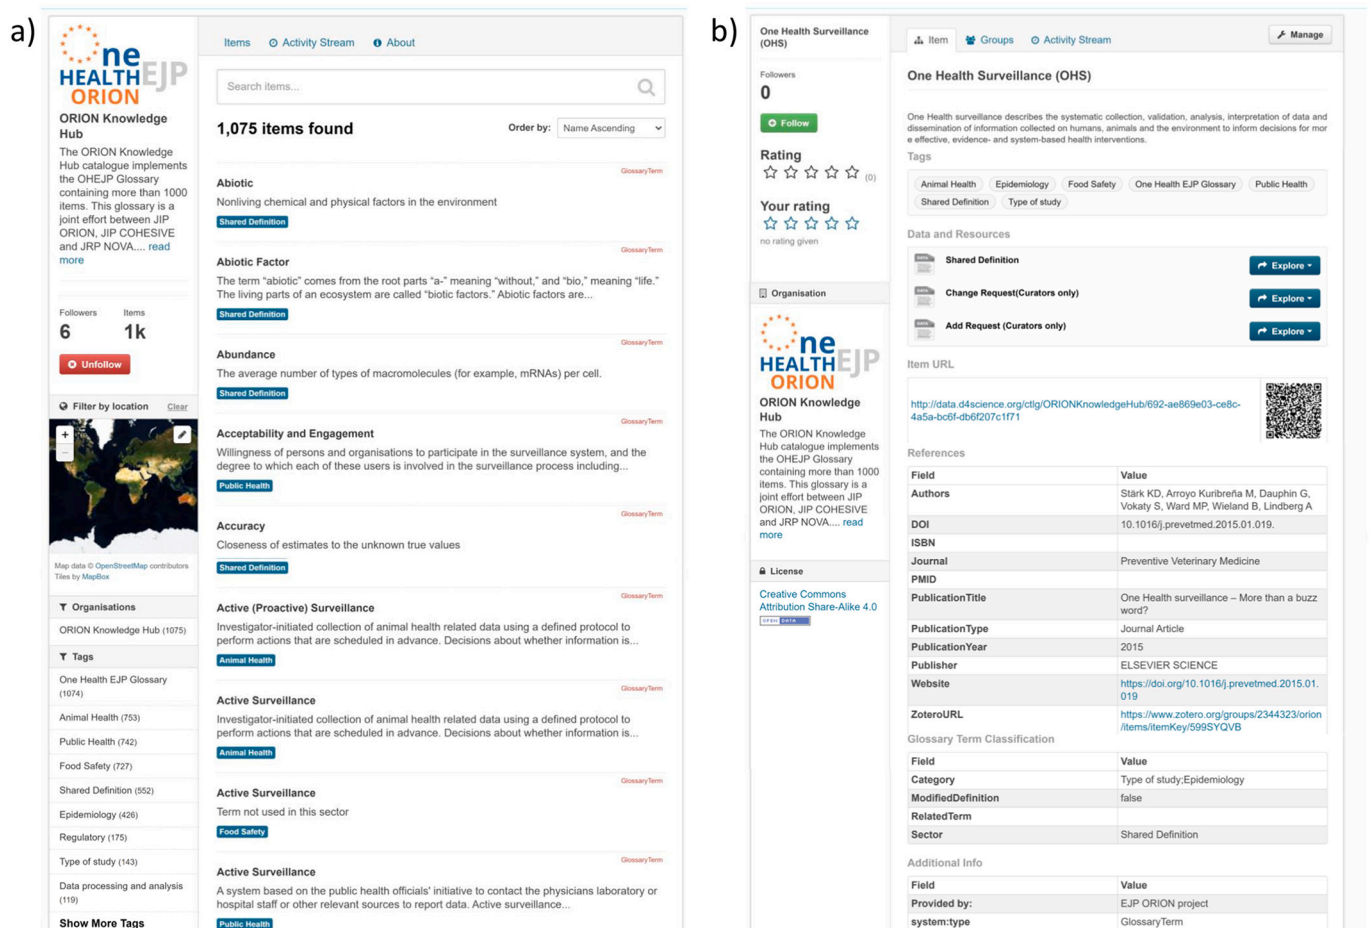 a)
One
HEALTH EJP
ORION
ORION Knowledge
Hub
The ORION Knowledge
Hub catalogue implements
the OHEJP Glossary
containing more than 1000
items. This glossary is a
joint effort between JIP
ORION, JIP COHESIVE
and JRP NOVA.... read
more
Followers Items
6 1k
Unfollow
Filter by location Clear
+
−
Map data © OpenStreetMap contributors
Tiles by MapBox
Organisations
ORION Knowledge Hub (1075)
Tags
One Health EJP Glossary
(1074)
Animal Health (753)
Public Health (742)
Food Safety (727)
Shared Definition (552)
Epidemiology (426)
Regulatory (175)
Type of study (143)
Data processing and analysis
(119)
Show More Tags
Items Activity Stream About
Search items...
1,075 items found Order by: Name Ascending
GlossaryTerm
Abiotic
Nonliving chemical and physical factors in the environment
Shared Definition
GlossaryTerm
Abiotic Factor
The term “abiotic” comes from the root parts “a-” meaning “without,” and “bio,” meaning “life.”
The living parts of an ecosystem are called “biotic factors.” Abiotic factors are...
Shared Definition
GlossaryTerm
Abundance
The average number of types of macromolecules (for example, mRNAs) per cell.
Shared Definition
GlossaryTerm
Acceptability and Engagement
Willingness of persons and organisations to participate in the surveillance system, and the
degree to which each of these users is involved in the surveillance process including...
Public Health
GlossaryTerm
Accuracy
Closeness of estimates to the unknown true values
Shared Definition
GlossaryTerm
Active (Proactive) Surveillance
Investigator-initiated collection of animal health related data using a defined protocol to
perform actions that are scheduled in advance. Decisions about whether information is...
Animal Health
GlossaryTerm
Active Surveillance
Investigator-initiated collection of animal health related data using a defined protocol to
perform actions that are scheduled in advance. Decisions about whether information is...
Animal Health
GlossaryTerm
Active Surveillance
Term not used in this sector
Food Safety
GlossaryTerm
Active Surveillance
A system based on the public health officials' initiative to contact the physicians laboratory or
hospital staff or other relevant sources to report data. Active surveillance...
Public Health
b)
One Health Surveillance
(OHS)
Followers
0
Follow
Rating
(0)
Your rating
no rating given
Organisation
One
HEALTH EJP
ORION
ORION Knowledge
Hub
The ORION Knowledge
Hub catalogue implements
the OHEJP Glossary
containing more than 1000
items. This glossary is a
joint effort between JIP
ORION, JIP COHESIVE
and JRP NOVA.... read
more
License
Creative Commons
Attribution Share-Alike 4.0
OPEN DATA
Item Groups Activity Stream Manage
One Health Surveillance (OHS)
One Health surveillance describes the systematic collection, validation, analysis, interpretation of data and
dissemination of information collected on humans, animals and the environment to inform decisions for mor
e effective, evidence- and system-based health interventions.
Tags
Animal Health Epidemiology Food Safety One Health EJP Glossary Public Health
Shared Definition Type of study
Data and Resources
DATA Shared Definition Explore
DATA Change Request(Curators only) Explore
DATA Add Request (Curators only) Explore
Item URL
http://data.d4science.org/ctlg/ORIONKnowledgeHub/692-ae869e03-ce8c-
4a5a-bc6f-db6f207c1f71
References
Field Value
Authors Stärk KD, Arroyo Kuribreña M, Dauphin G,
Vokaty S, Ward MP, Wieland B, Lindberg A
DOI 10.1016/j.prevetmed.2015.01.019.
ISBN
Journal Preventive Veterinary Medicine
PMID
PublicationTitle One Health surveillance – More than a buzz
word?
PublicationType Journal Article
PublicationYear 2015
Publisher ELSEVIER SCIENCE
Website https://doi.org/10.1016/j.prevetmed.2015.01.
019
ZoteroURL https://www.zotero.org/groups/2344323/orion
/items/itemKey/599SYQVB
Glossary Term Classification
Field Value
Category Type of study;Epidemiology
ModifiedDefinition false
RelatedTerm
Sector Shared Definition
Additional Info
Field Value
Provided by: EJP ORION project
system:type GlossaryTerm